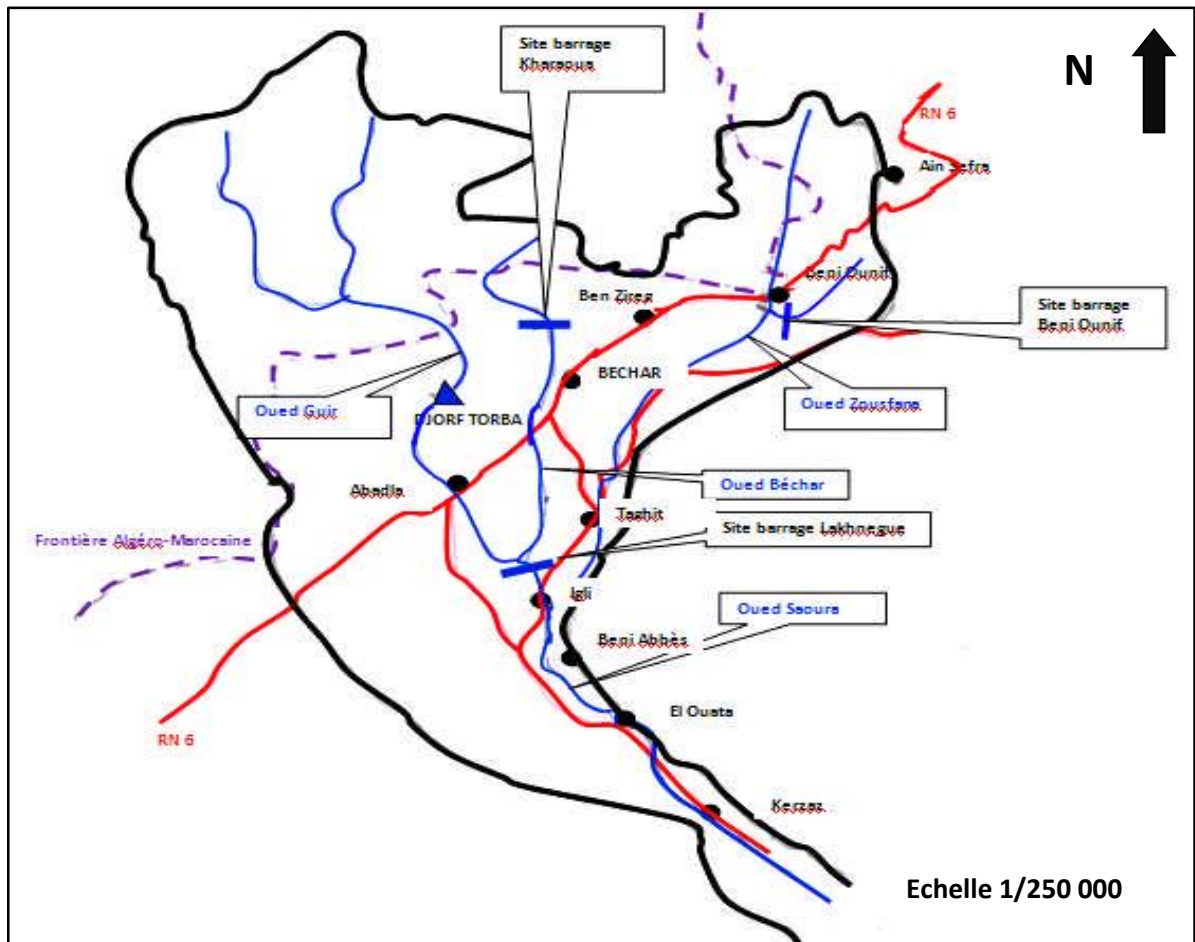 Site barrage
Kharaoua
N
RN 6
Ain Sefra
Beni Ounif
Ben Zireg
Site barrage
Beni Ounif
BECHAR
Oued Guir
DJORF TORBA
Oued Zousfana
Abadla
Oued Béchar
Taghit
Site barrage Lakhnegue
Frontière Algéro-Marocaine
Igli
Oued Saoura
Beni Abbès
El Ouata
RN 6
Kerzaz
Echelle 1/250 000